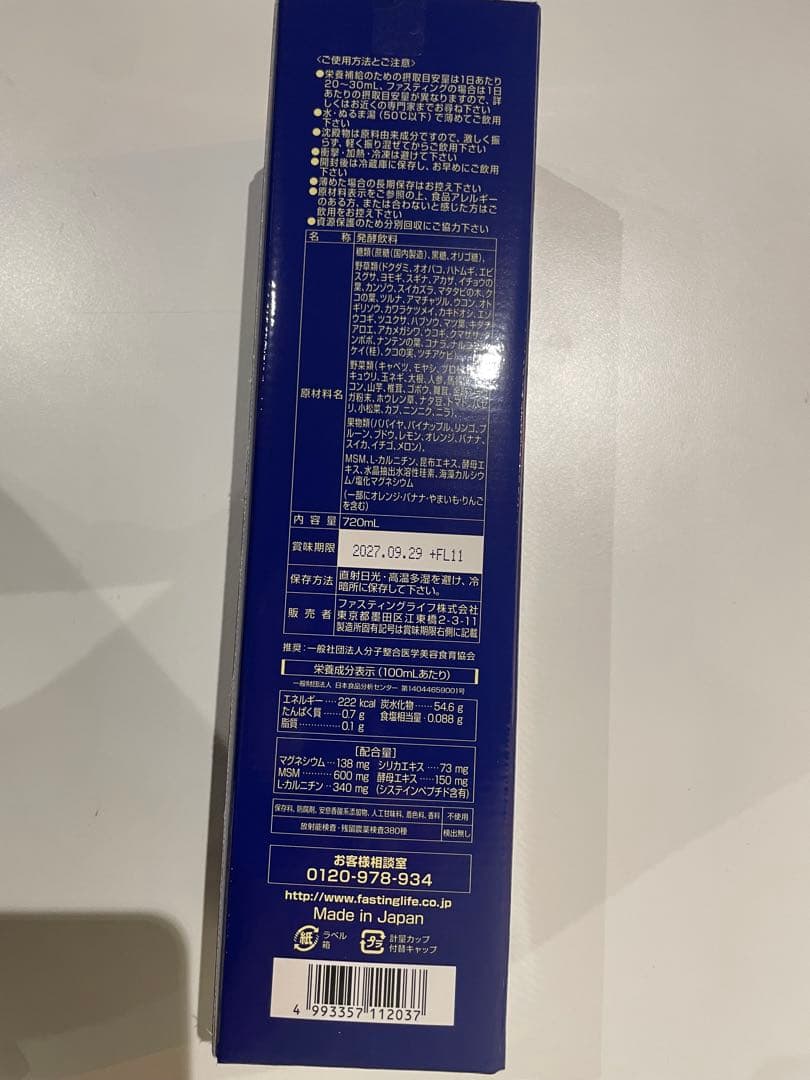 〈ご使用方法とご注意〉
●栄養補給のための摂取目安量は1日あたり
20〜30mL、ファスティングの場合は1日
あたりの摂取目安量が異なりますので、詳
しくはお近くの専門家までお尋ね下さい
●水・ぬるま湯(50℃以下)で薄めてご飲用
下さい
●沈殿物は原料由来成分ですので、激しく振
らず、軽く振り混ぜてからご飲用下さい
●衝撃・加熱・冷凍は避けて下さい
●開封後は冷蔵庫に保存し、お早めにご飲用
下さい
●薄めた場合の長期保存はお控え下さい
●原材料表示をご参照の上、食品アレルギー
のある方、または合わないと感じた方はご
飲用をお控え下さい
●資源保護のため分別回収にご協力下さい
名 称 発酵飲料
原材料名
糖類(蔗糖(国内製造)、黒糖、オリゴ糖)、
野草類(ドクダミ、オオバコ、ハトムギ、エビ
スグサ、ヨモギ、スギナ、アカザ、イチョウの
葉、カンゾウ、スイカズラ、マタタビの木、ク
コの葉、ツルナ、アマチャヅル、ウコン、オト
ギリソウ、カワラケツメイ、カキドオシ、エゾ
ウコギ、ツユクサ、ハブソウ、マツ葉、キダチ
アロエ、アカメガシワ、ウコギ、クマザサ、
ンポポ、ナンテンの葉、コナラ、ナル
ケイ(桂)、クコの実、ツチアケビ)
野菜類(キャベツ、モヤシ、ブロ
キュウリ、玉ネギ、大根、人参、
コン、山芋、椎茸、ゴボウ、舞茸、
ガ粉末、ホウレン草、ナタ豆、トマト、パセ
リ、小松菜、カブ、ニンニク、ニラ)、
果物類(パパイヤ、パイナップル、リンゴ、プ
ルーン、ブドウ、レモン、オレンジ、バナナ、
スイカ、イチゴ、メロン)、
MSM、L-カルニチン、昆布エキス、酵母エ
キス、水晶抽出水溶性珪素、海藻カルシウ
ム/塩化マグネシウム
(一部にオレンジ・バナナ・やまいも・りんご
を含む)
内 容 量 720mL
賞味期限 2027.09.29 +FL11
保存方法 直射日光・高温多湿を避け、冷
暗所に保存して下さい。
販 売 者 ファスティングライフ株式会社
東京都墨田区江東橋2-3-11
製造所固有記号は賞味期限右側に記載
推奨:一般社団法人分子整合医学美容食育協会
栄養成分表示(100mLあたり)
一般財団法人 日本食品分析センター 第14044659001号
エネルギー‥‥222 kcal 炭水化物‥‥‥54.6 g
たんぱく質‥‥0.7 g 食塩相当量‥0.088 g
脂質‥‥‥‥‥0.1 g
[配合量]
マグネシウム‥138 mg シリカエキス‥‥73 mg
MSM‥‥‥‥600 mg 酵母エキス‥‥150 mg
L-カルニチン‥340 mg (システインペプチド含有)
保存料、防腐剤、安息香酸系添加物、人工甘味料、着色料、香料 不使用
放射能検査・残留農薬検査380種 検出無し
お客様相談室
0120-978-934
http://www.fastinglife.co.jp
Made in Japan
紙 ラベル
箱
プラ 計量カップ
付替キャップ
4 993357 112037